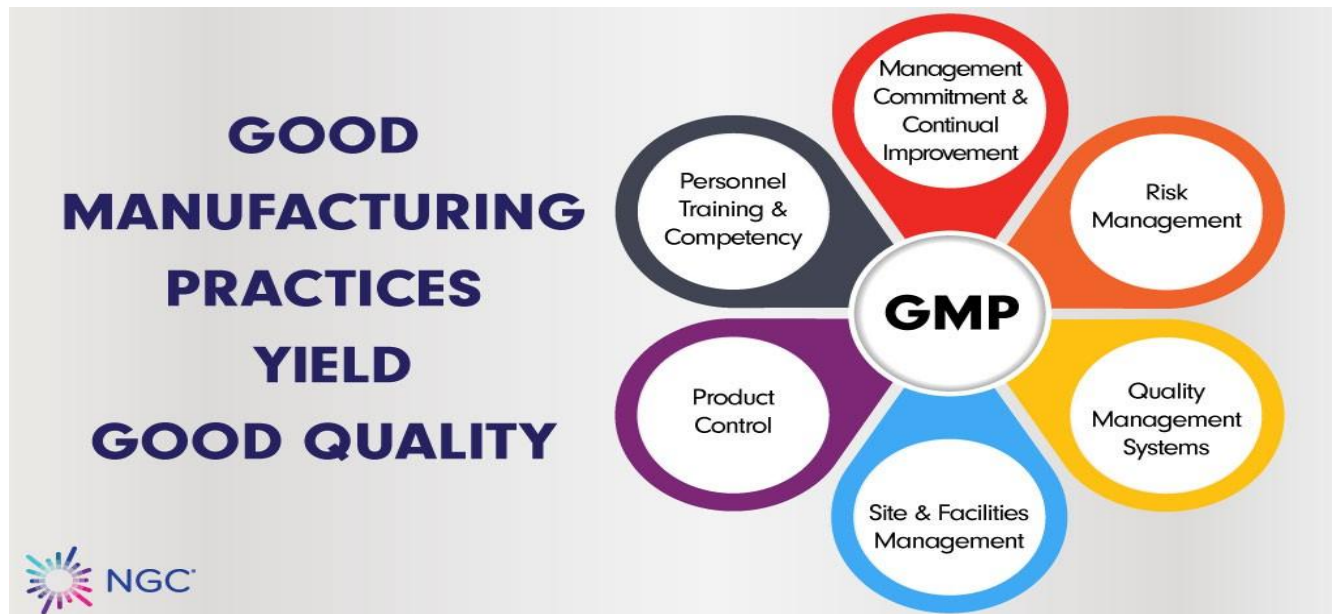 GOOD
MANUFACTURING
PRACTICES
YIELD
GOOD QUALITY
Management
Commitment &
Continual
Improvement
Risk
Management
Quality
Management
Systems
Site & Facilities
Management
Product
Control
Personnel
Training &
Competency
GMP
NGC